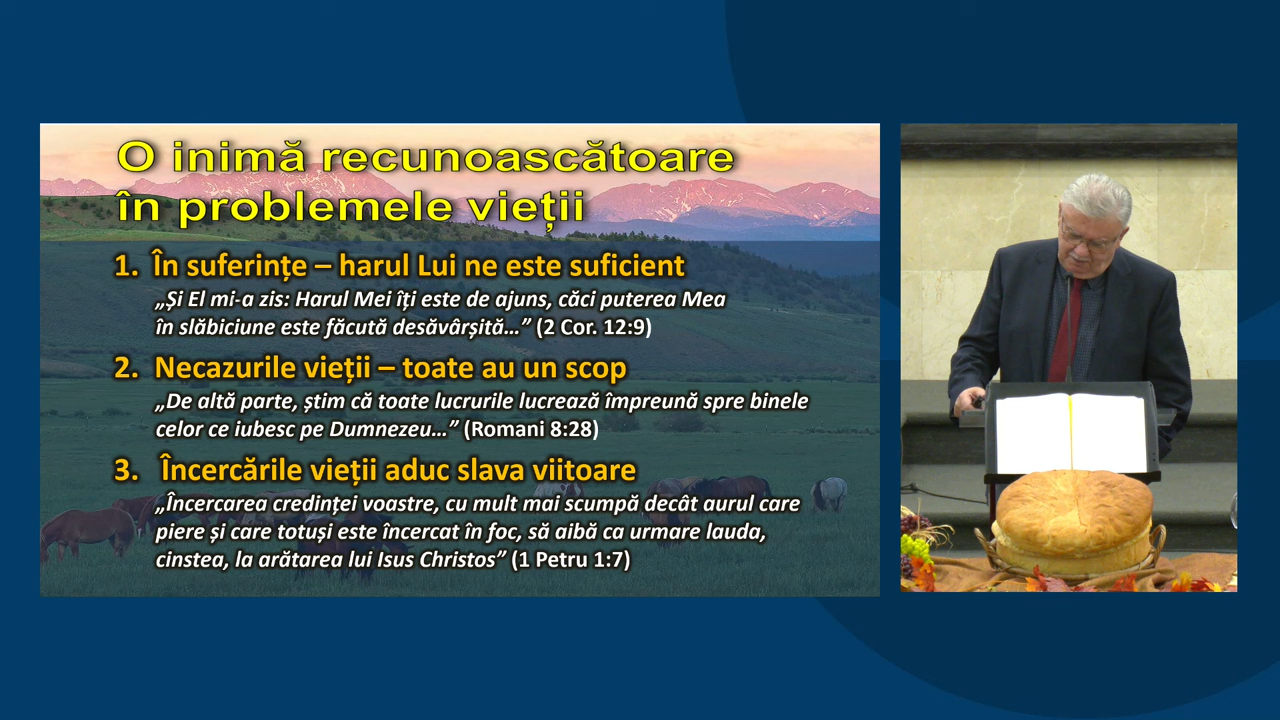 O inimă recunoascătoare
în problemele vieții
1. În suferințe – harul Lui ne este suficient
„Și El mi-a zis: Harul Mei îți este de ajuns, căci puterea Mea
în slăbiciune este făcută desăvârșită...” (2 Cor. 12:9)
2. Necazurile vieții – toate au un scop
„De altă parte, știm că toate lucrurile lucrează împreună spre binele
celor ce iubesc pe Dumnezeu...” (Romani 8:28)
3. Încercările vieții aduc slava viitoare
„Încercarea credinței voastre, cu mult mai scumpă decât aurul care
piere și care totuși este încercat în foc, să aibă ca urmare lauda,
cinstea, la arătarea lui Isus Christos” (1 Petru 1:7)